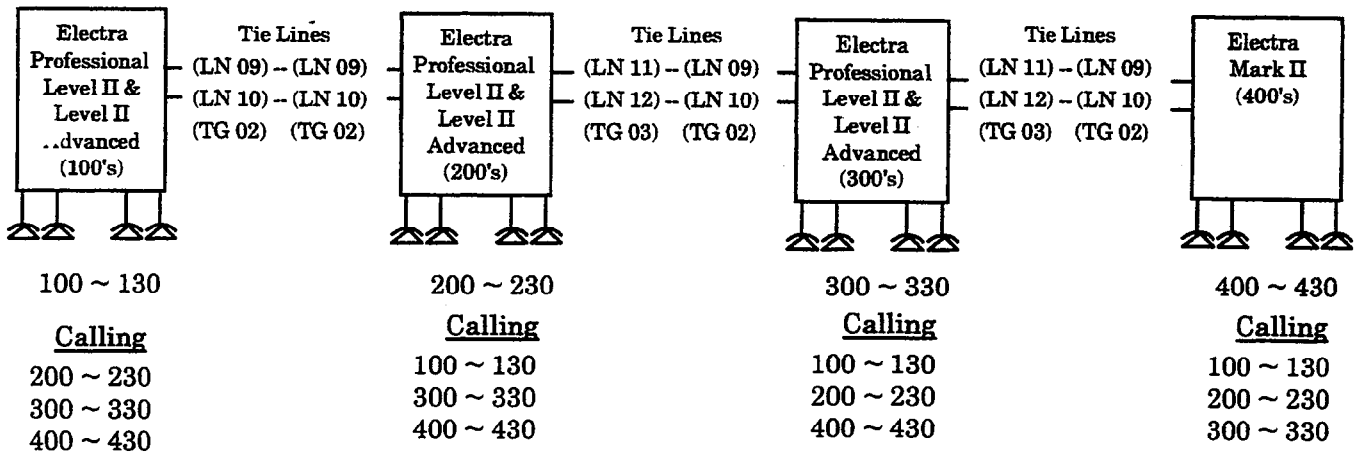 Electra
Professional
Level II &
Level II
..dvanced
(100's)
Tie Lines
(LN 09) -- (LN 09)
(LN 10) -- (LN 10)
(TG 02) (TG 02)
Electra
Professional
Level II &
Level II
Advanced
(200's)
Tie Lines
(LN 11) -- (LN 09)
(LN 12) -- (LN 10)
(TG 03) (TG 02)
Electra
Professional
Level II &
Level II
Advanced
(300's)
Tie Lines
(LN 11) -- (LN 09)
(LN 12) -- (LN 10)
(TG 03) (TG 02)
Electra
Mark II
(400's)
100 ~ 130
Calling
200 ~ 230
300 ~ 330
400 ~ 430
200 ~ 230
Calling
100 ~ 130
300 ~ 330
400 ~ 430
300 ~ 330
Calling
100 ~ 130
200 ~ 230
400 ~ 430
400 ~ 430
Calling
100 ~ 130
200 ~ 230
300 ~ 330